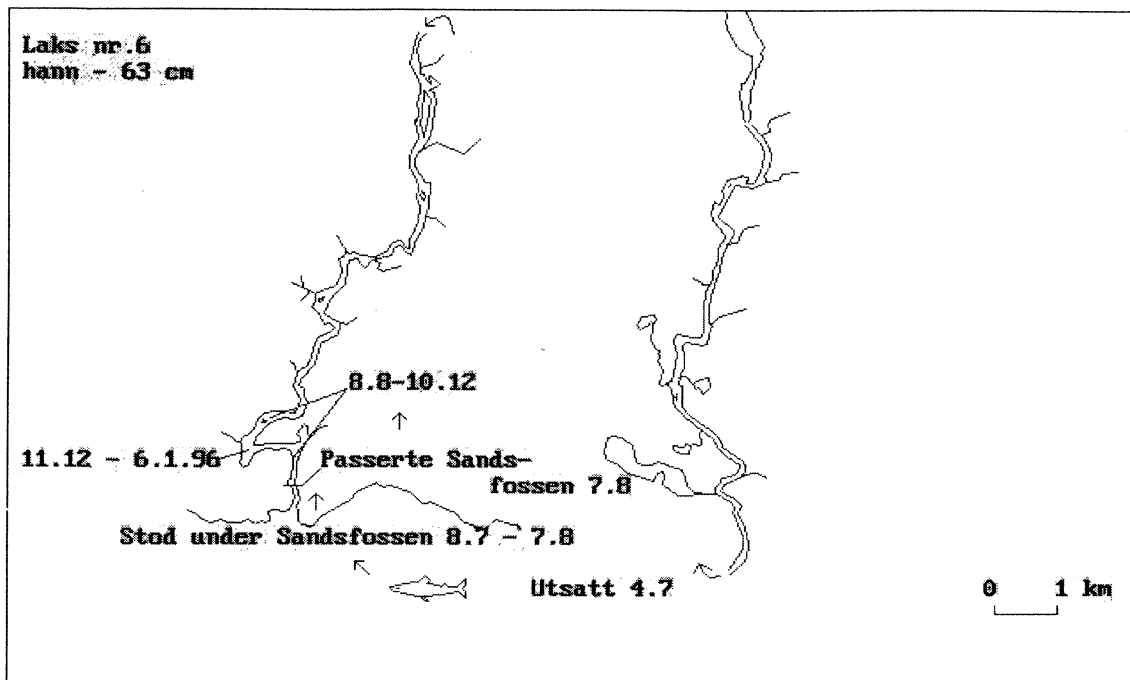 Laks nr.6
hann - 63 cm
8.8-10.12
11.12 - 6.1.96
Passerte Sands-
fossen 7.8
Stod under Sandsfossen 8.7 - 7.8
Utsatt 4.7
0 1 km